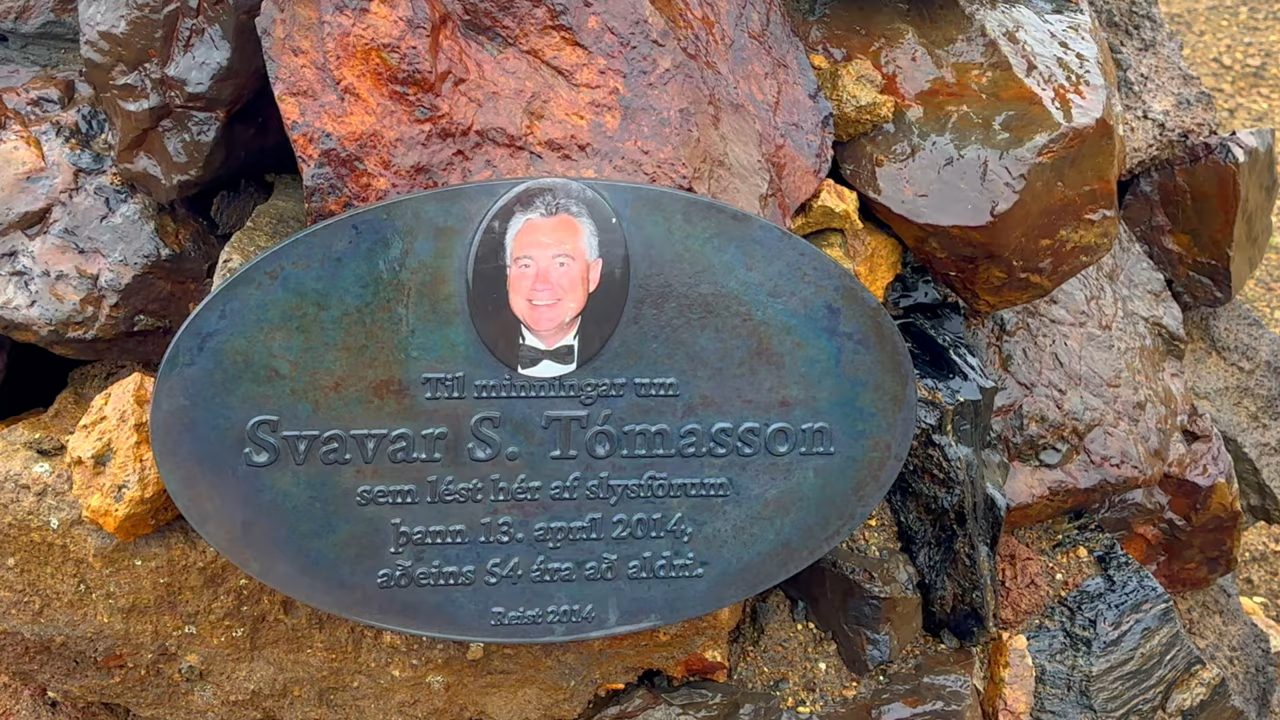 Til minningar um
Svavar S. Tómasson
sem lést hér af slysförum
þann 13. apríl 2014,
aðeins 54 ára að aldri.
Reist 2014